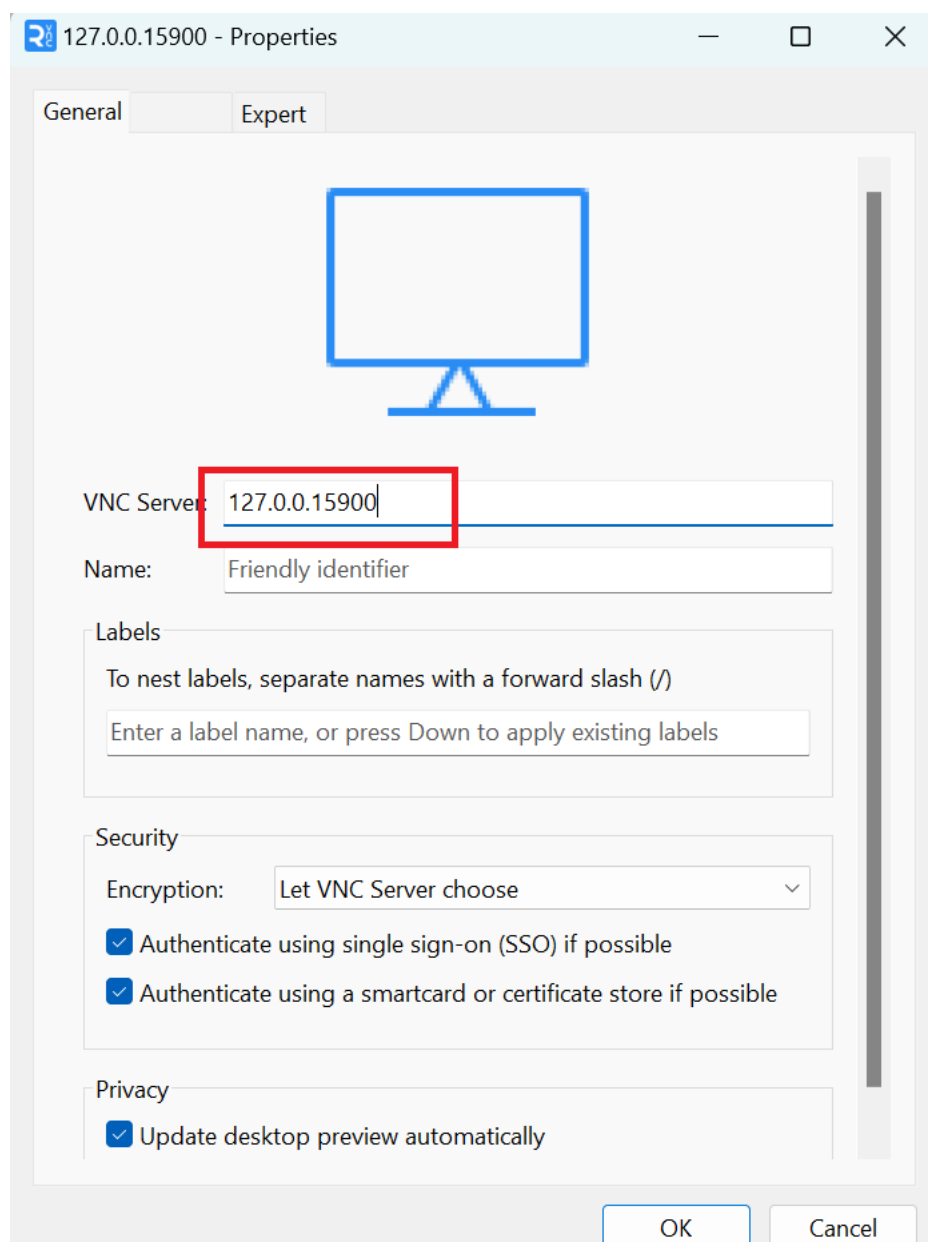 127.0.0.15900 - Properties
General
Expert
VNC Server:
127.0.0.15900
Name:
Friendly identifier
Labels
To nest labels, separate names with a forward slash (/)
Enter a label name, or press Down to apply existing labels
Security
Encryption:
Let VNC Server choose
Authenticate using single sign-on (SSO) if possible
Authenticate using a smartcard or certificate store if possible
Privacy
Update desktop preview automatically
OK
Cancel